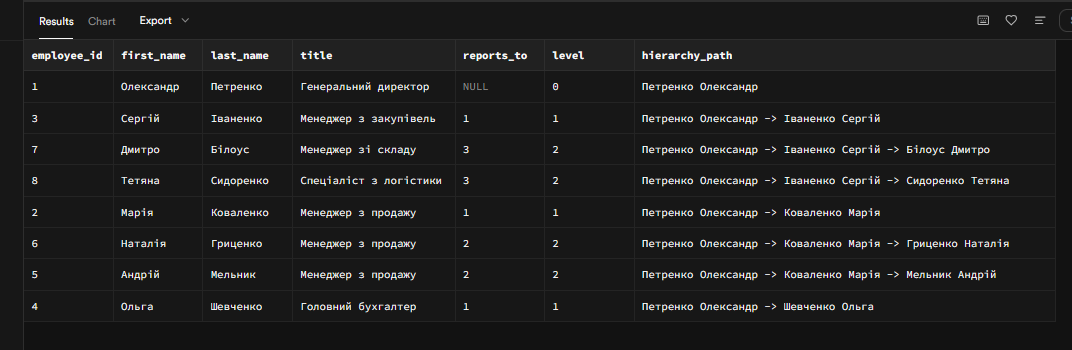 Results Chart Export
employee_id first_name last_name title reports_to level hierarchy_path
1 Олександр Петренко Генеральний директор NULL 0 Петренко Олександр
3 Сергій Іваненко Менеджер з закупівель 1 1 Петренко Олександр -> Іваненко Сергій
7 Дмитро Білоус Менеджер зі складу 3 2 Петренко Олександр -> Іваненко Сергій -> Білоус Дмитро
8 Тетяна Сидоренко Спеціаліст з логістики 3 2 Петренко Олександр -> Іваненко Сергій -> Сидоренко Тетяна
2 Марія Коваленко Менеджер з продажу 1 1 Петренко Олександр -> Коваленко Марія
6 Наталія Гриценко Менеджер з продажу 2 2 Петренко Олександр -> Коваленко Марія -> Гриценко Наталія
5 Андрій Мельник Менеджер з продажу 2 2 Петренко Олександр -> Коваленко Марія -> Мельник Андрій
4 Ольга Шевченко Головний бухгалтер 1 1 Петренко Олександр -> Шевченко Ольга